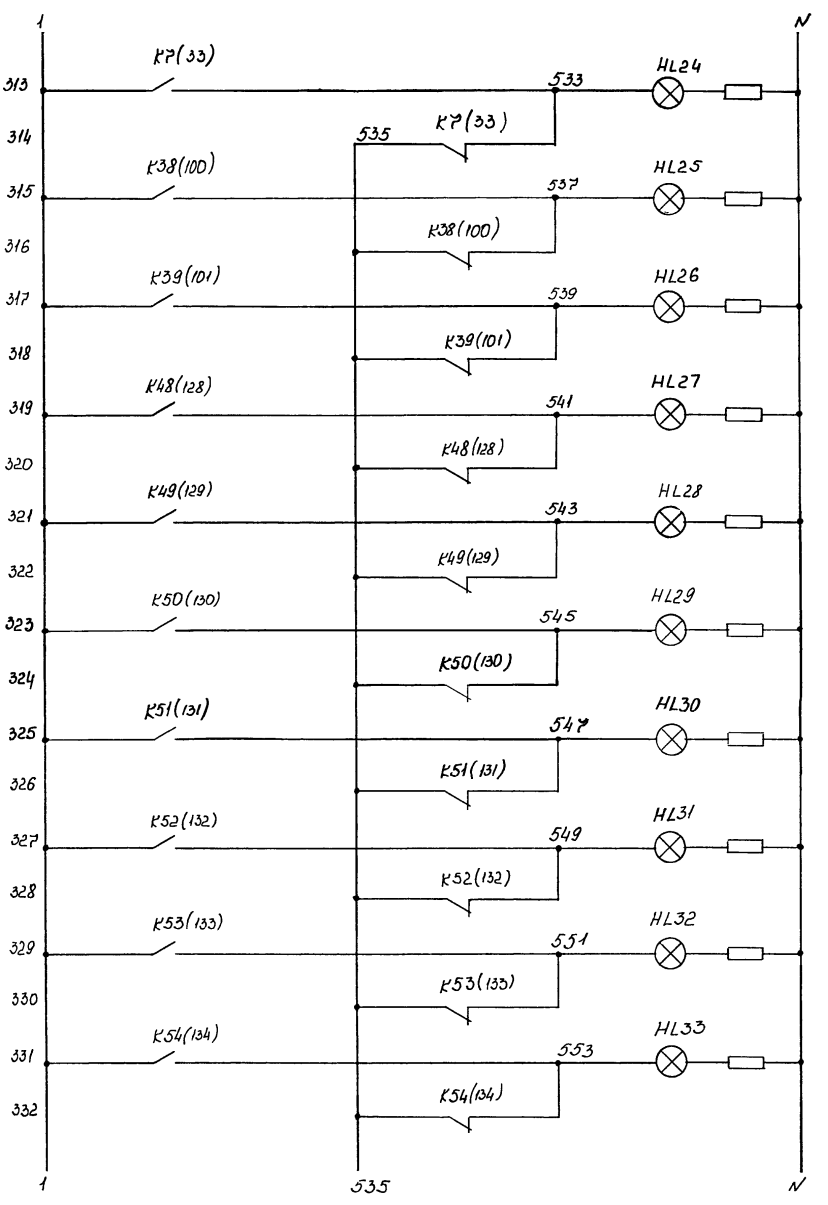 1 N
K7(33) HL24
313 533
314 535 K7(33)
K38(100) HL25
315 537
316 K38(100)
K39(101) HL26
317 539
318 K39(101)
K48(128) HL27
319 541
320 K48(128)
K49(129) HL28
321 543
322 K49(129)
K50(130) HL29
323 545
324 K50(130)
K51(131) HL30
325 547
326 K51(131)
K52(132) HL31
327 549
328 K52(132)
K53(133) HL32
329 551
330 K53(133)
K54(134) HL33
331 553
332 K54(134)
1 535 N